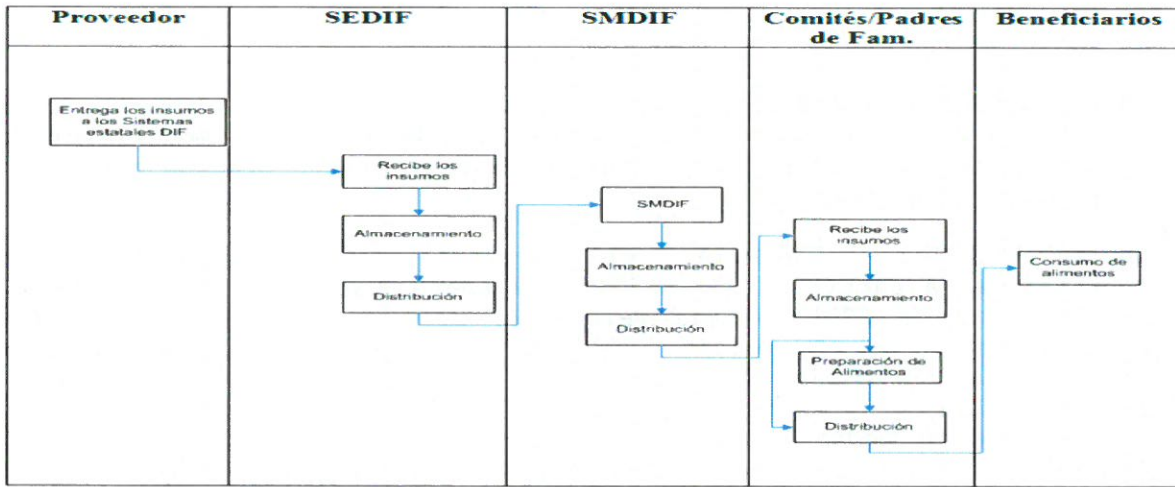 Proveedor
SEDIF
SMDIF
Comités/Padres
de Fam.
Beneficiarios
Entrega los insumos
a los Sistemas
estatales DIF
Recibe los
insumos
Almacenamiento
Distribución
SMDIF
Almacenamiento
Distribución
Recibe los
insumos
Almacenamiento
Preparación de
Alimentos
Distribución
Consumo de
alimentos